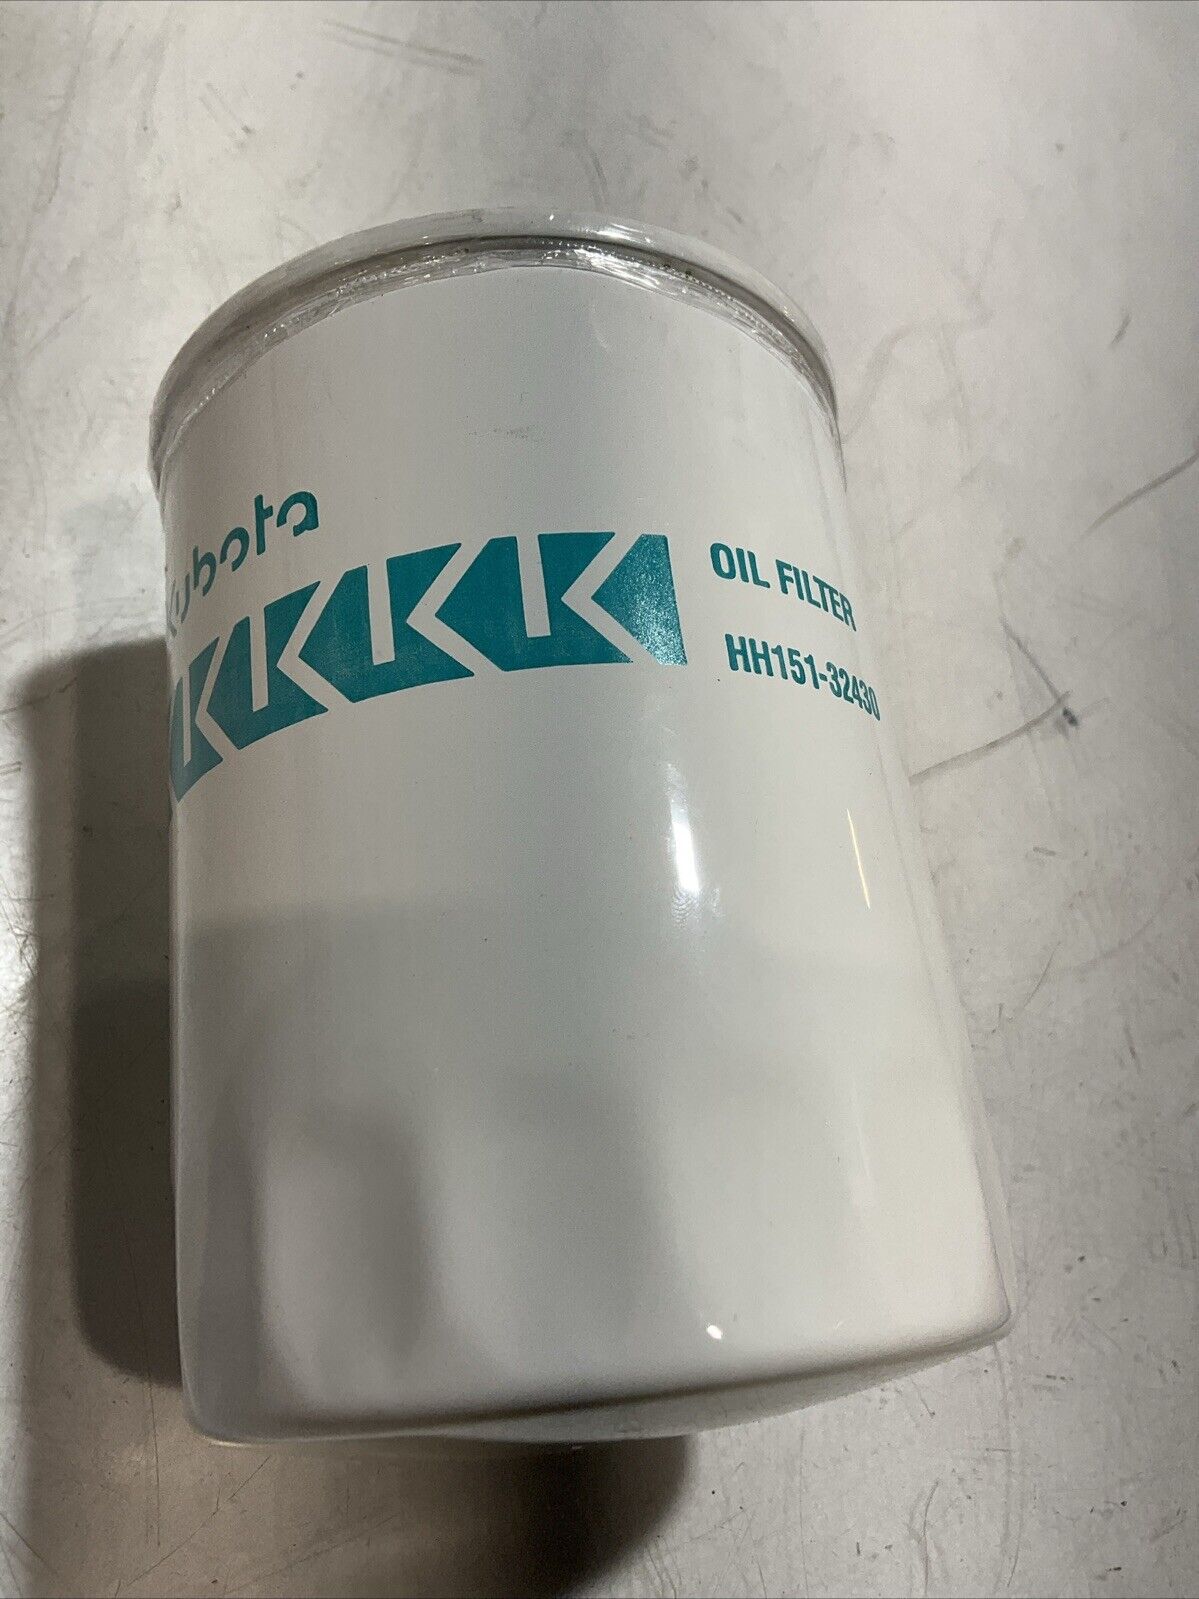 Kubota
OIL FILTER
HH151-32430